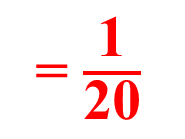 = 1/20